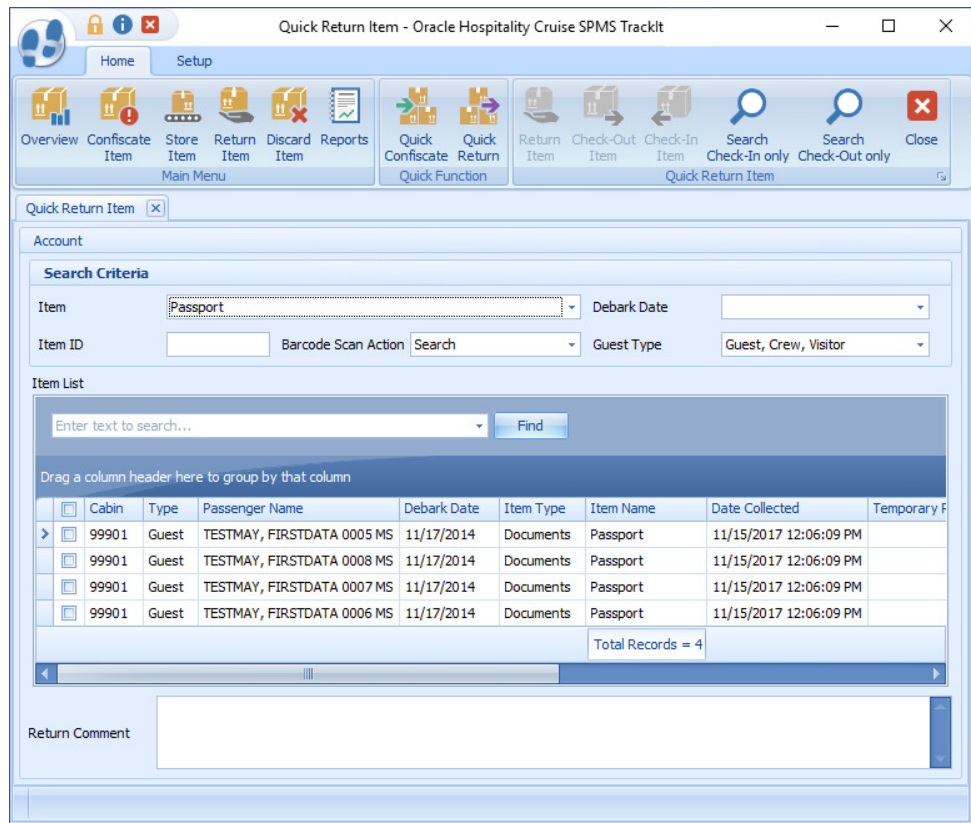 Quick Return Item - Oracle Hospitality Cruise SPMS TrackIt
Home Setup
Overview Confiscate Item Store Item Return Item Discard Item Reports Quick Confiscate Quick Return Return Item Check-Out Item Check-In Item Search Check-In only Search Check-Out only Close
Main Menu Quick Function Quick Return Item
Quick Return Item
Account
Search Criteria
Item Passport Debark Date
Item ID Barcode Scan Action Search Guest Type Guest, Crew, Visitor
Item List
Enter text to search... Find
Drag a column header here to group by that column
Cabin Type Passenger Name Debark Date Item Type Item Name Date Collected Temporary
99901 Guest TESTMAY, FIRSTDATA 0005 MS 11/17/2014 Documents Passport 11/15/2017 12:06:09 PM
99901 Guest TESTMAY, FIRSTDATA 0008 MS 11/17/2014 Documents Passport 11/15/2017 12:06:09 PM
99901 Guest TESTMAY, FIRSTDATA 0007 MS 11/17/2014 Documents Passport 11/15/2017 12:06:09 PM
99901 Guest TESTMAY, FIRSTDATA 0006 MS 11/17/2014 Documents Passport 11/15/2017 12:06:09 PM
Total Records = 4
Return Comment